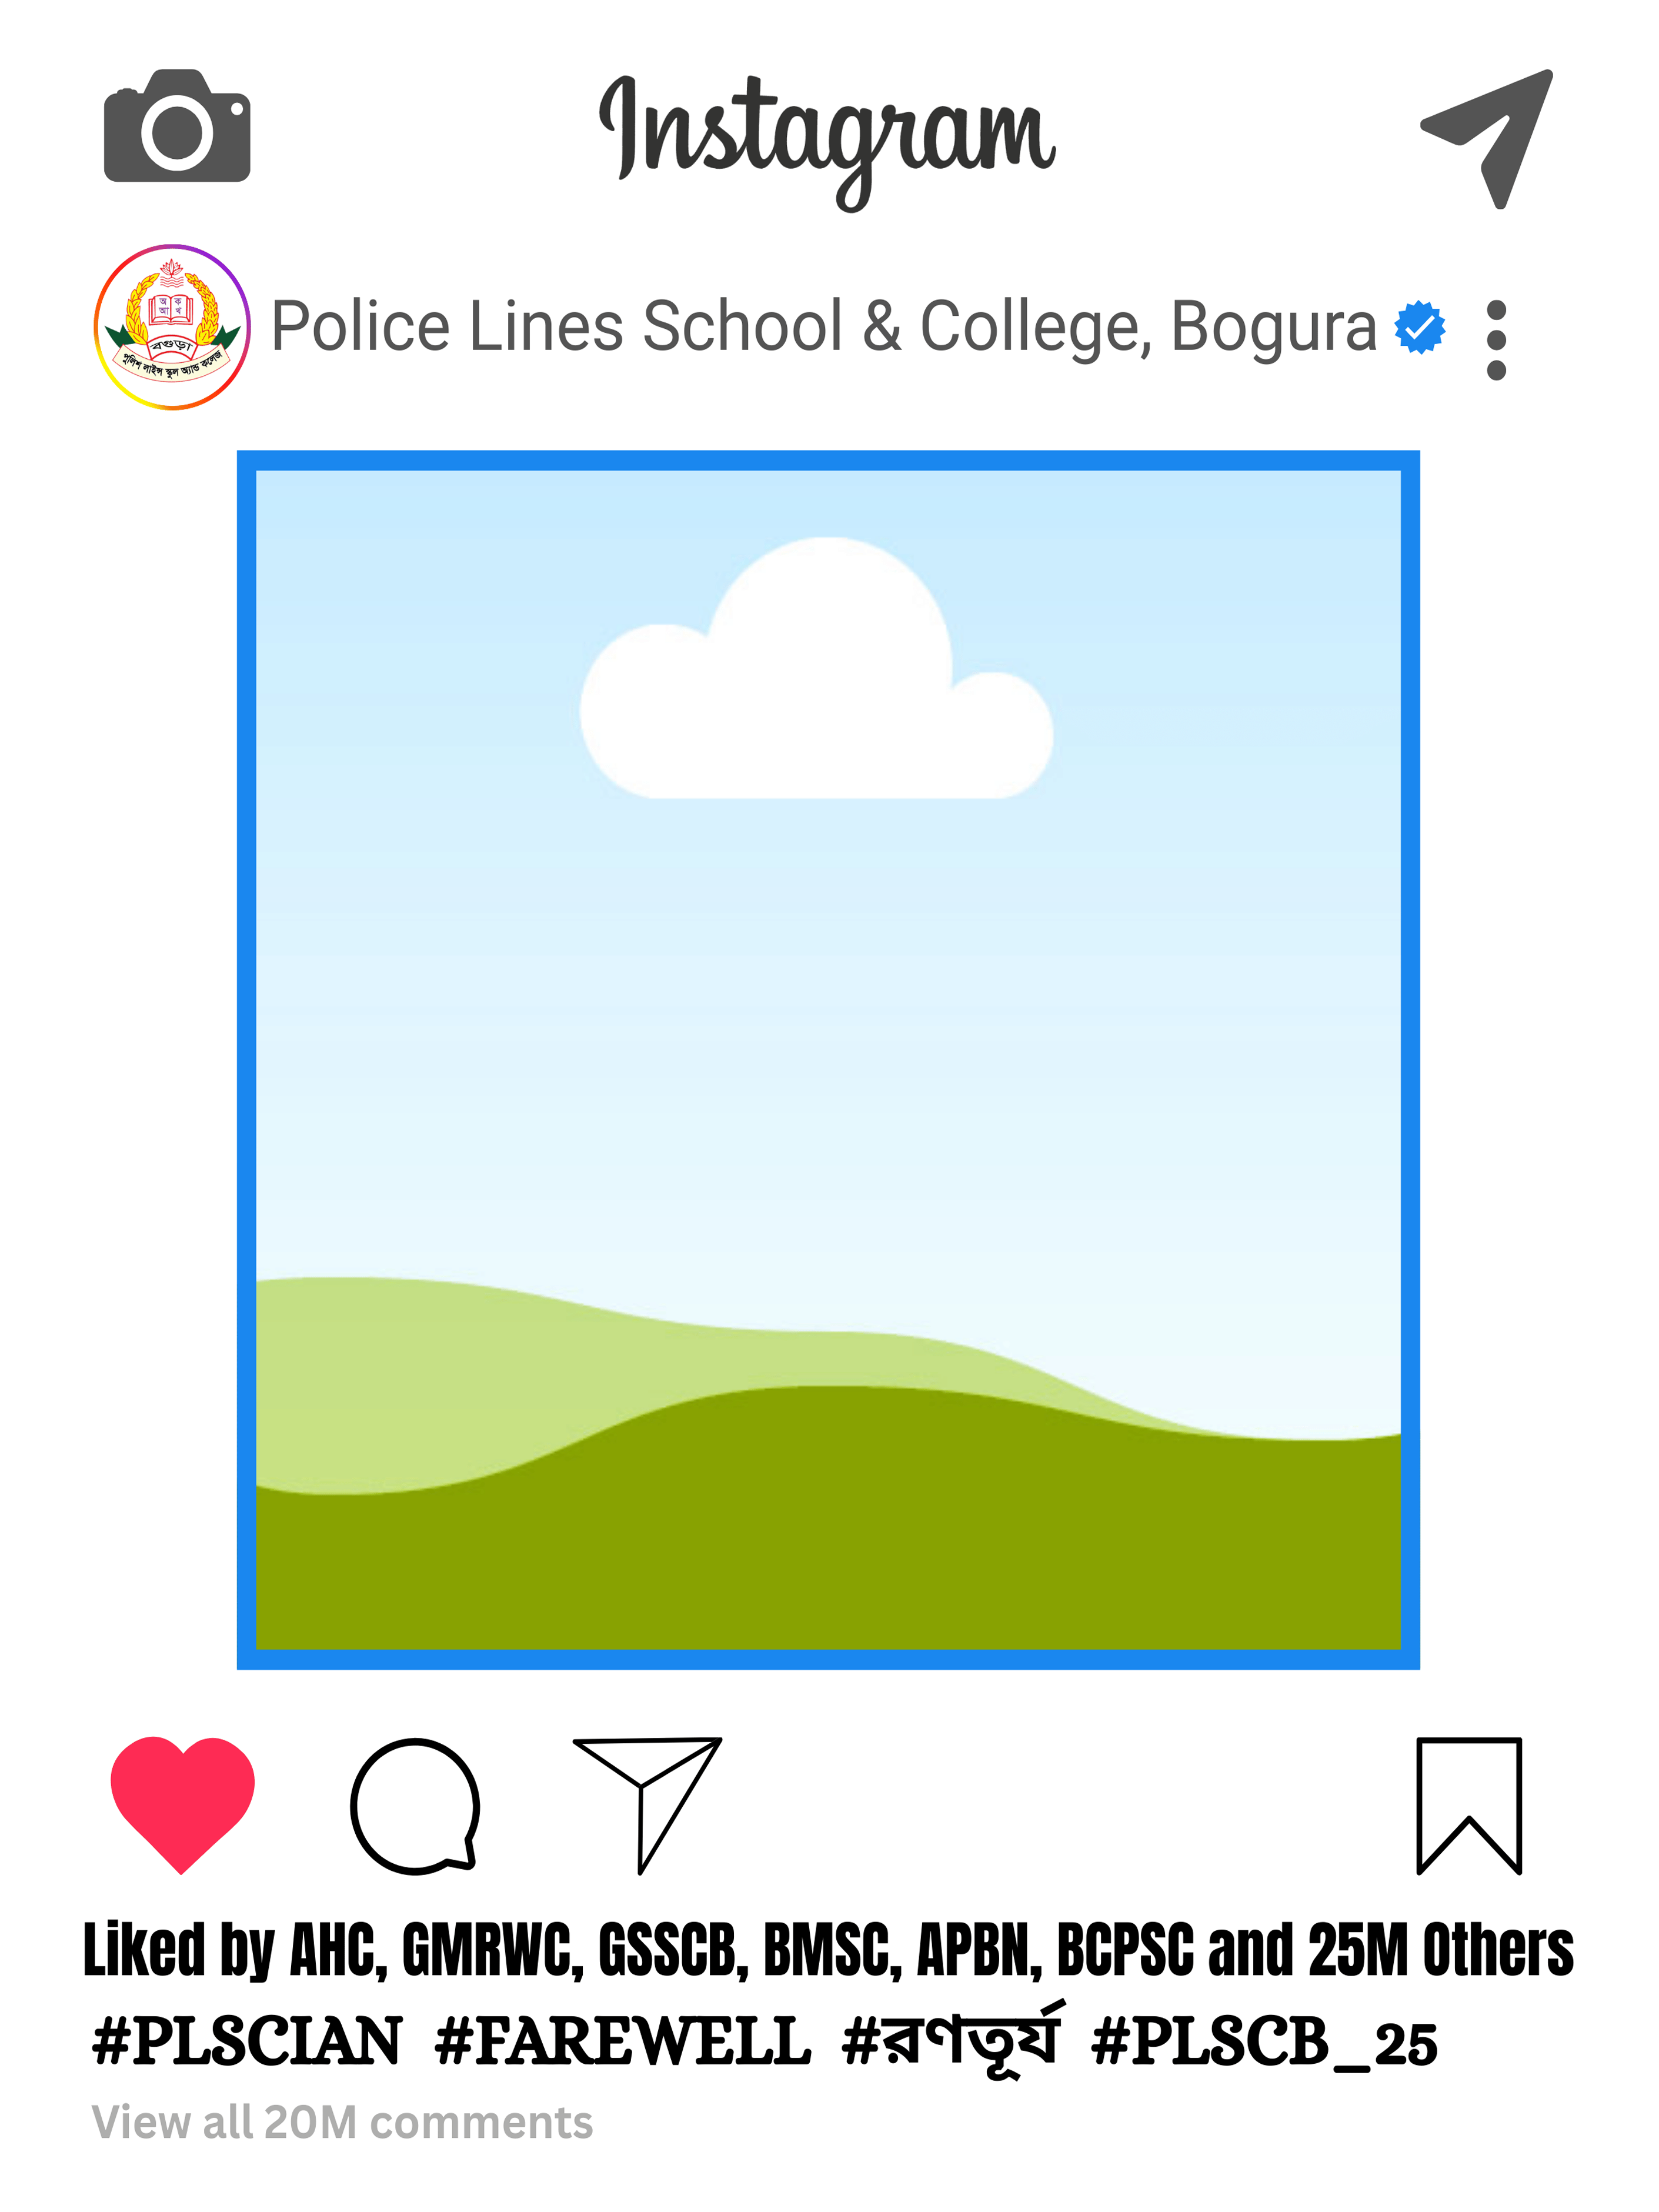 Instagram
অ ক
আ খ
বগুড়া
পুলিশ লাইন্স স্কুল অ্যান্ড কলেজ
Police Lines School & College, Bogura
Liked by AHC, GMRWC, GSSCB, BMSC, APBN, BCPSC and 25M Others
#PLSCIAN #FAREWELL #রণতূর্য #PLSCB_25
View all 20M comments